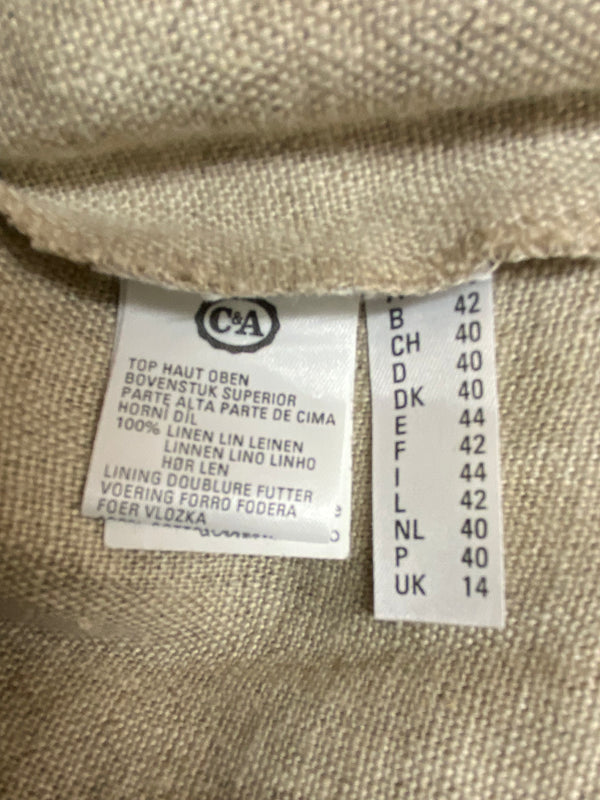 C&A
TOP HAUT OBEN
BOVENSTUK SUPERIOR
PARTE ALTA PARTE DE CIMA
HORNÍ DÍL
100% LINEN LIN LEINEN
LINNEN LINO LINHO
HØR LEN
LINING DOUBLURE FUTTER
VOERING FORRO FODERA
FOER VLOZKA
B 42
CH 40
D 40
DK 40
E 44
F 42
I 44
L 42
NL 40
P 40
UK 14